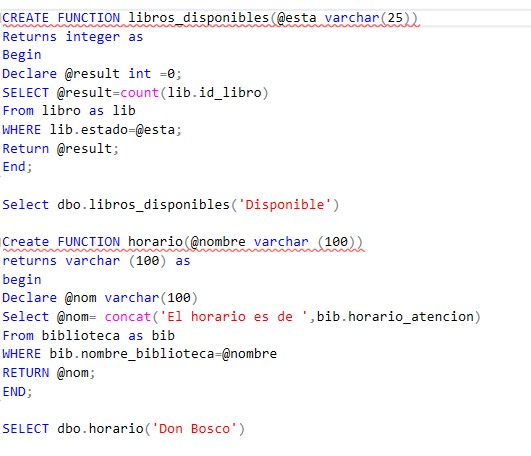 CREATE FUNCTION libros_disponibles(@esta varchar(25))
Returns integer as
Begin
Declare @result int =0;
SELECT @result=count(lib.id_libro)
From libro as lib
WHERE lib.estado=@esta;
Return @result;
End;
Select dbo.libros_disponibles('Disponible')
Create FUNCTION horario(@nombre varchar (100))
returns varchar (100) as
begin
Declare @nom varchar(100)
Select @nom= concat('El horario es de ',bib.horario_atencion)
From biblioteca as bib
WHERE bib.nombre_biblioteca=@nombre
RETURN @nom;
END;
SELECT dbo.horario('Don Bosco')